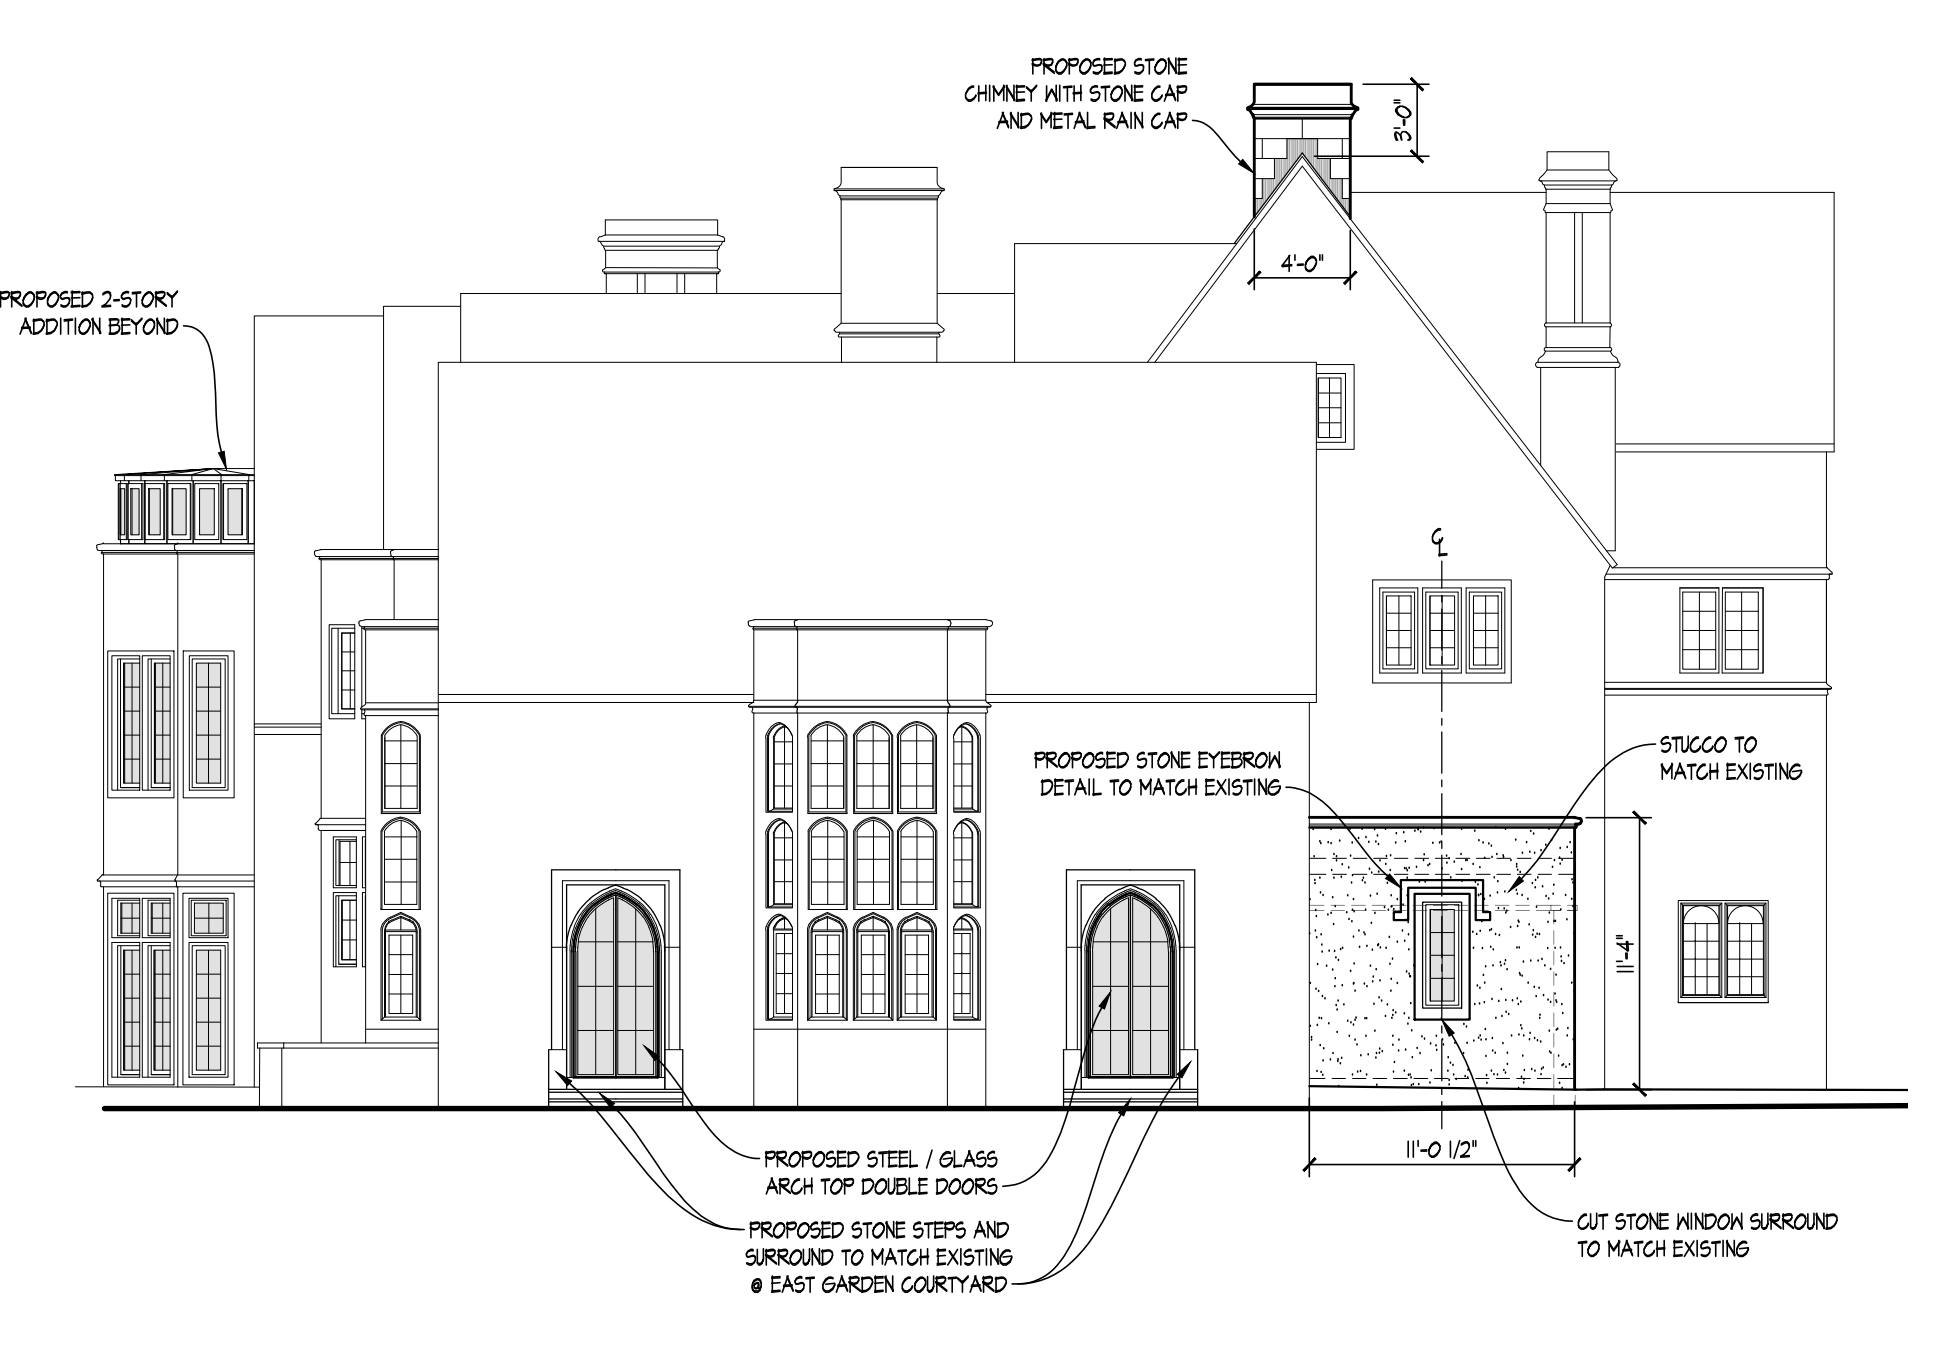 PROPOSED STONE
CHIMNEY WITH STONE CAP
AND METAL RAIN CAP
3'-0"
4'-0"
PROPOSED 2-STORY
ADDITION BEYOND
CL
PROPOSED STONE EYEBROW
DETAIL TO MATCH EXISTING
STUCCO TO
MATCH EXISTING
11'-4"
11'-0 1/2"
PROPOSED STEEL / GLASS
ARCH TOP DOUBLE DOORS
PROPOSED STONE STEPS AND
SURROUND TO MATCH EXISTING
@ EAST GARDEN COURTYARD
CUT STONE WINDOW SURROUND
TO MATCH EXISTING